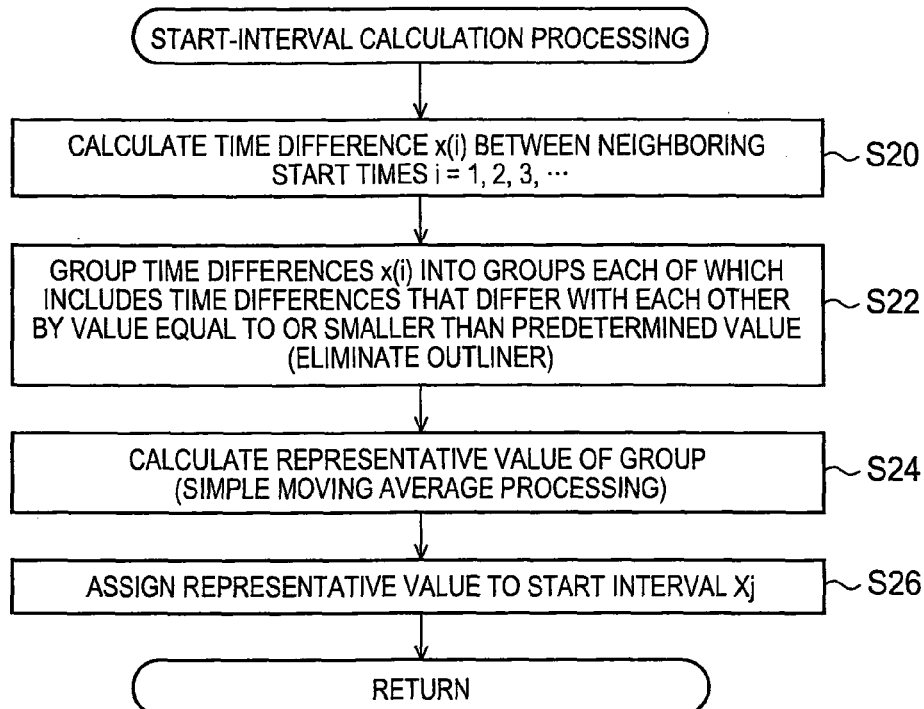 START-INTERVAL CALCULATION PROCESSING
CALCULATE TIME DIFFERENCE x(i) BETWEEN NEIGHBORING
START TIMES i = 1, 2, 3, ⋯
S20
GROUP TIME DIFFERENCES x(i) INTO GROUPS EACH OF WHICH
INCLUDES TIME DIFFERENCES THAT DIFFER WITH EACH OTHER
BY VALUE EQUAL TO OR SMALLER THAN PREDETERMINED VALUE
(ELIMINATE OUTLINER)
S22
CALCULATE REPRESENTATIVE VALUE OF GROUP
(SIMPLE MOVING AVERAGE PROCESSING)
S24
ASSIGN REPRESENTATIVE VALUE TO START INTERVAL Xj
S26
RETURN